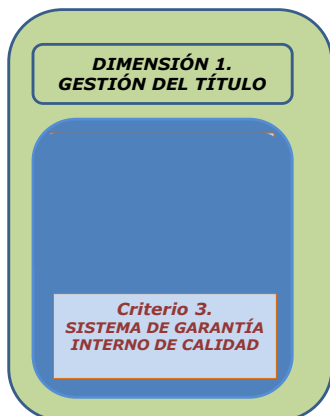 DIMENSIÓN 1.
GESTIÓN DEL TÍTULO
Criterio 3.
SISTEMA DE GARANTÍA
INTERNO DE CALIDAD